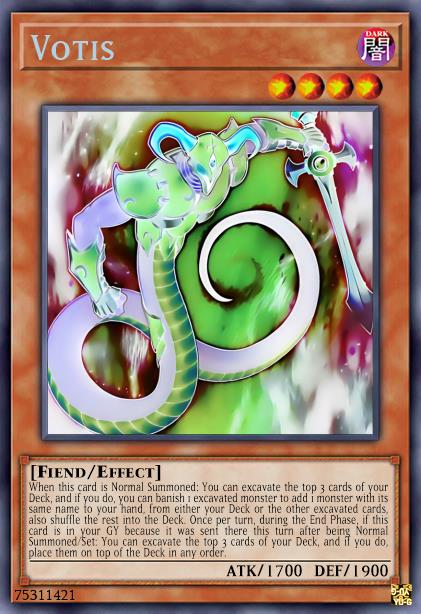 VOTIS
DARK
闇
[FIEND/EFFECT]
When this card is Normal Summoned: You can excavate the top 3 cards of your
Deck, and if you do, you can banish 1 excavated monster to add 1 monster with its
same name to your hand, from either your Deck or the other excavated cards,
also shuffle the rest into the Deck. Once per turn, during the End Phase, if this
card is in your GY because it was sent there this turn after being Normal
Summoned/Set: You can excavate the top 3 cards of your Deck, and if you do,
place them on top of the Deck in any order.
ATK/1700 DEF/1900
75311421